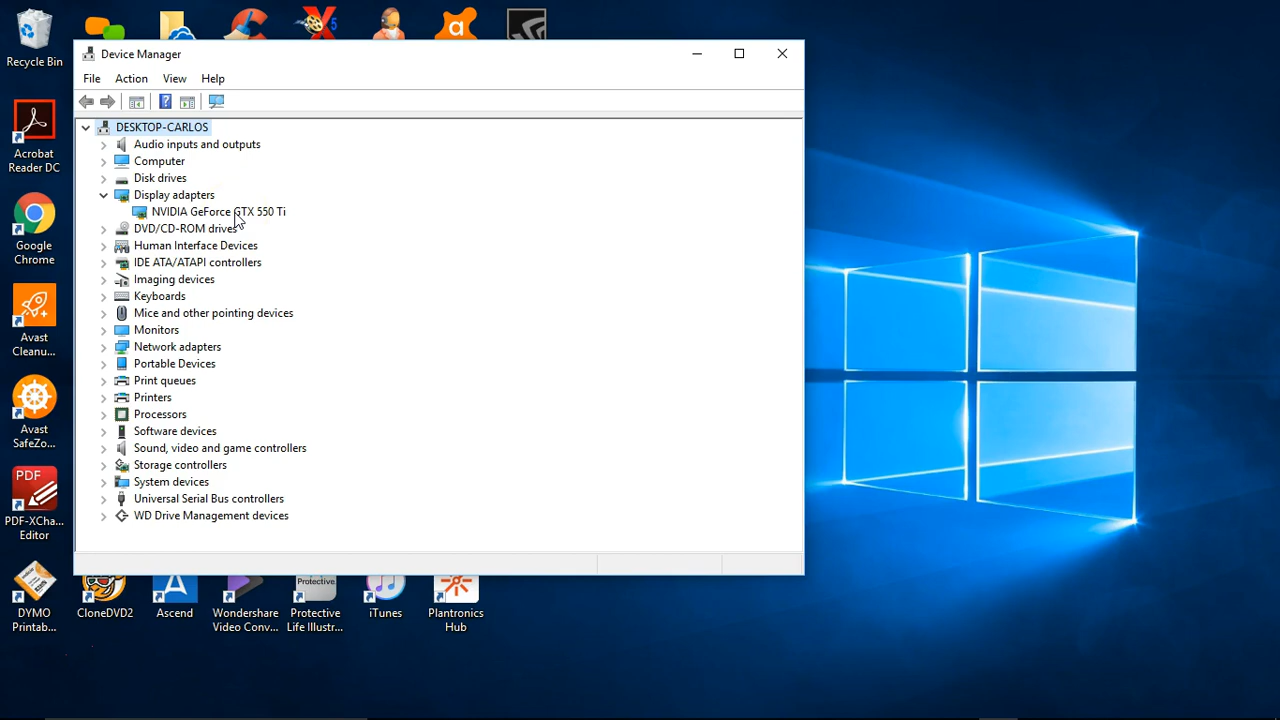 Recycle Bin
Device Manager
File Action View Help
Acrobat
Reader DC
Google
Chrome
Avast
Cleanu...
Avast
SafeZo...
PDF
PDF-XCha...
Editor
DESKTOP-CARLOS
Audio inputs and outputs
Computer
Disk drives
Display adapters
NVIDIA GeForce GTX 550 Ti
DVD/CD-ROM drives
Human Interface Devices
IDE ATA/ATAPI controllers
Imaging devices
Keyboards
Mice and other pointing devices
Monitors
Network adapters
Portable Devices
Print queues
Printers
Processors
Software devices
Sound, video and game controllers
Storage controllers
System devices
Universal Serial Bus controllers
WD Drive Management devices
DYMO
Printab...
CloneDVD2
Ascend
Wondershare
Video Conv...
Protective.
Protective
Life Illustr...
iTunes
Plantronics
Hub